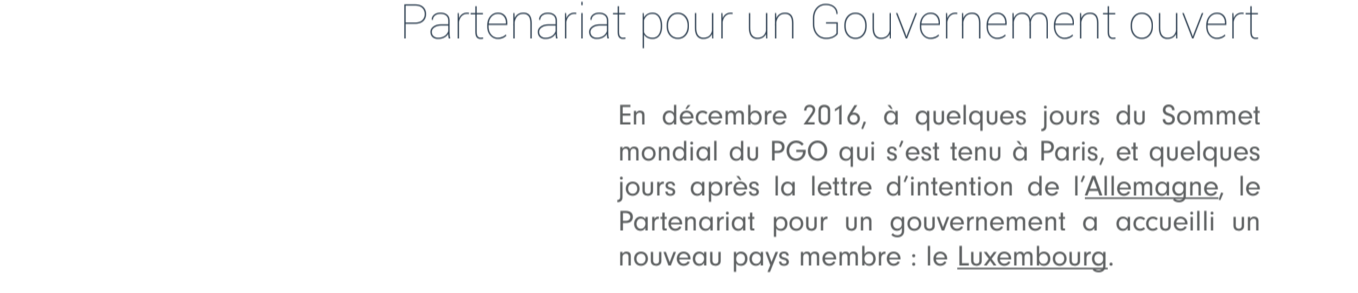 Partenariat pour un Gouvernement ouvert
En décembre 2016, à quelques jours du Sommet
mondial du PGO qui s’est tenu à Paris, et quelques
jours après la lettre d’intention de l’Allemagne, le
Partenariat pour un gouvernement a accueilli un
nouveau pays membre : le Luxembourg.